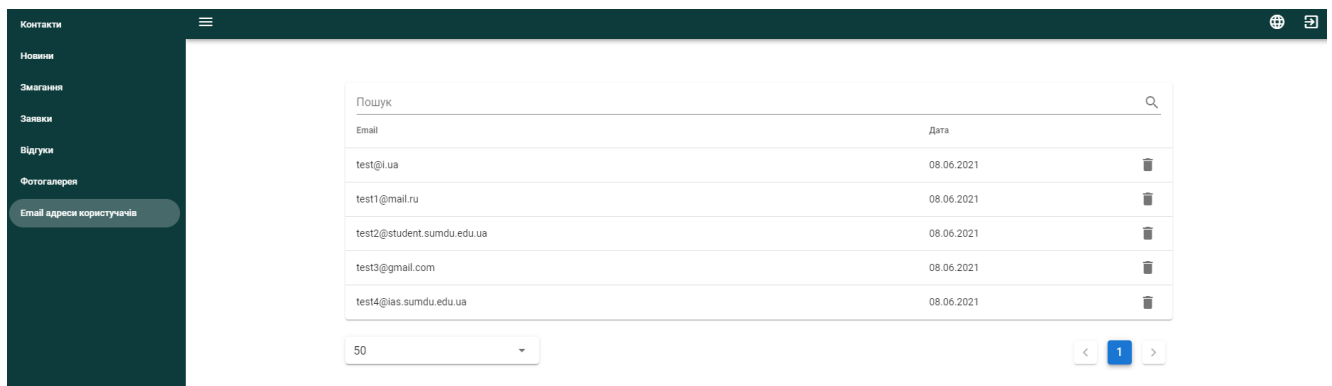 Контакти
Новини
Змагання
Заявки
Відгуки
Фотогалерея
Email адреси користувачів
Пошук
Email Дата
test@i.ua 08.06.2021
test1@mail.ru 08.06.2021
test2@student.sumdu.edu.ua 08.06.2021
test3@gmail.com 08.06.2021
test4@ias.sumdu.edu.ua 08.06.2021
50 1